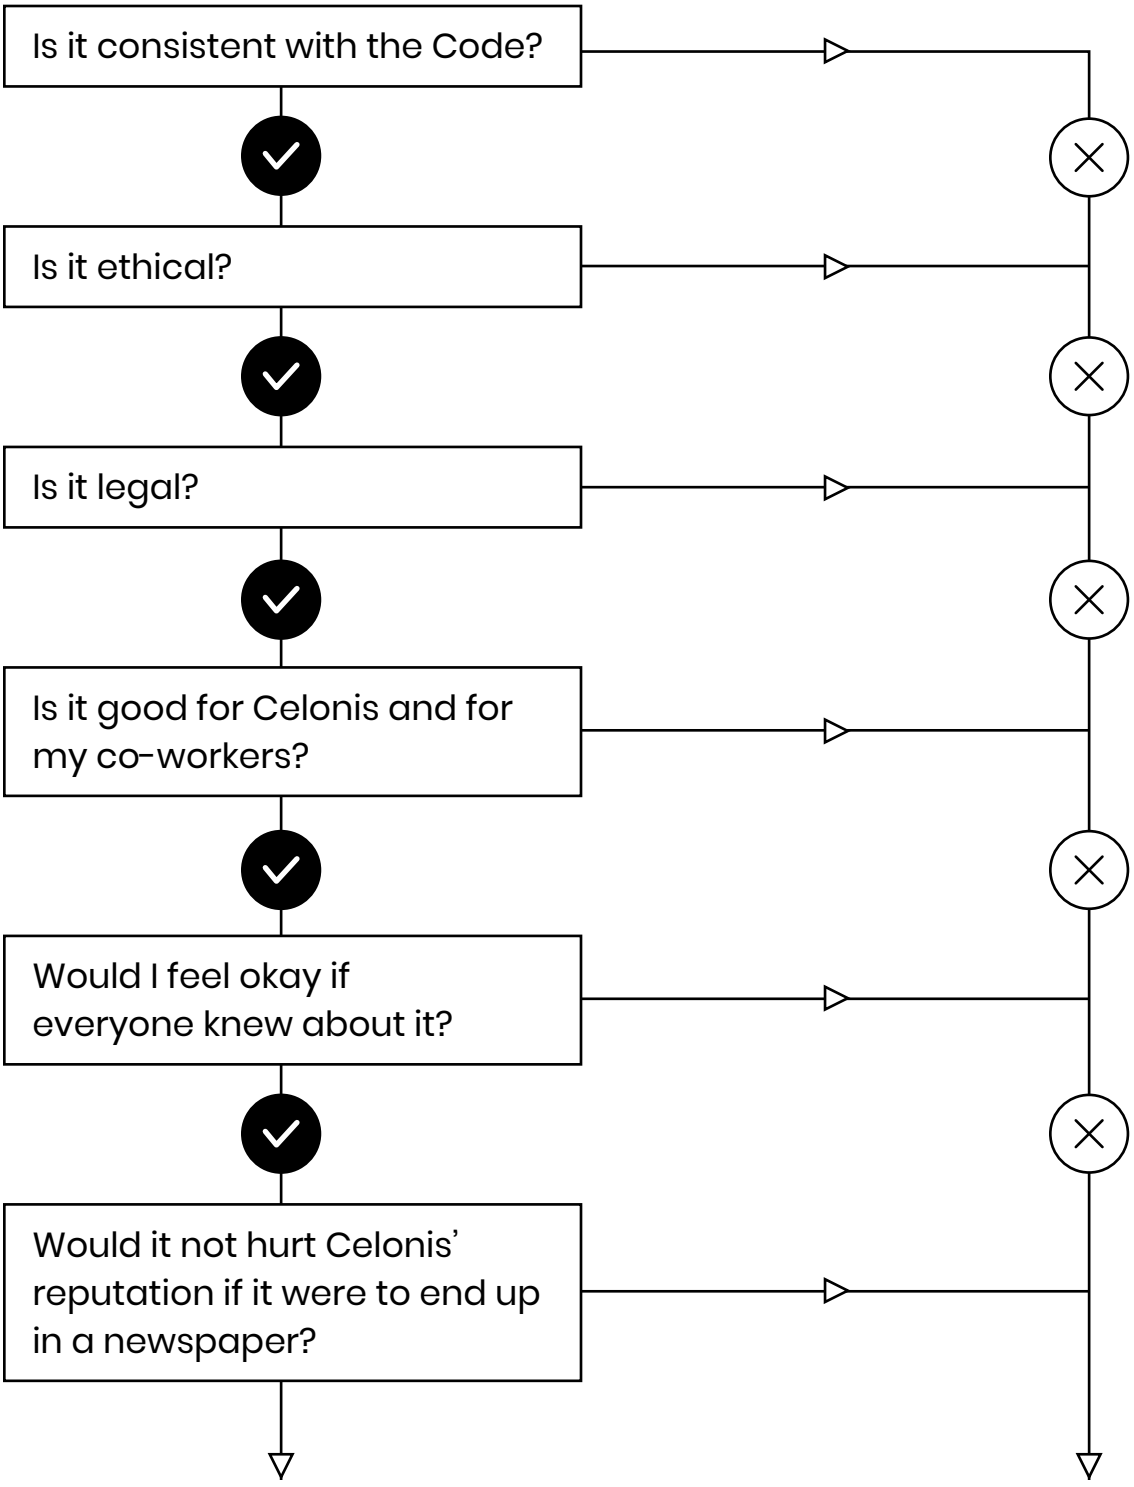 Is it consistent with the Code?
Is it ethical?
Is it legal?
Is it good for Celonis and for
my co-workers?
Would I feel okay if
everyone knew about it?
Would it not hurt Celonis’
reputation if it were to end up
in a newspaper?